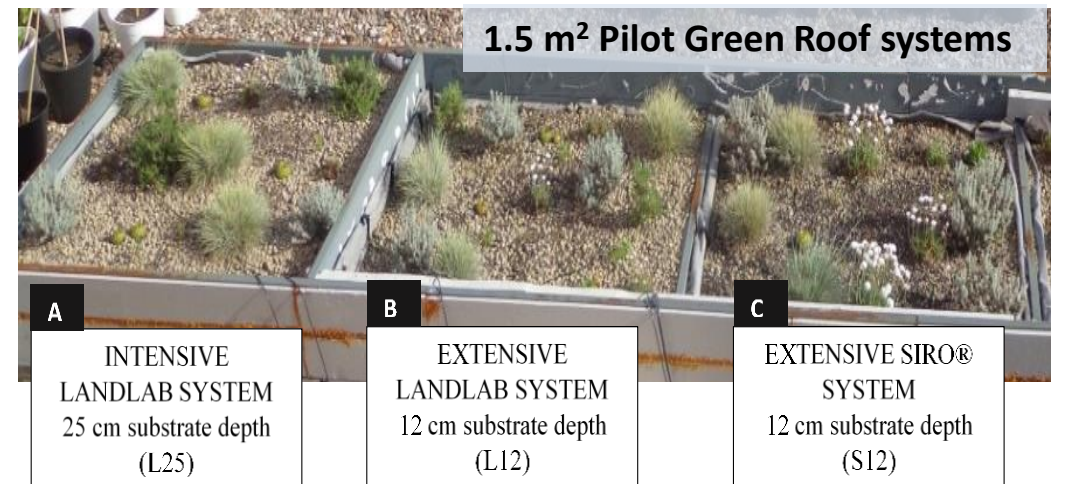 1.5 m² Pilot Green Roof systems
A
INTENSIVE
LANDLAB SYSTEM
25 cm substrate depth
(L25)
B
EXTENSIVE
LANDLAB SYSTEM
12 cm substrate depth
(L12)
C
EXTENSIVE SIRO®
SYSTEM
12 cm substrate depth
(S12)